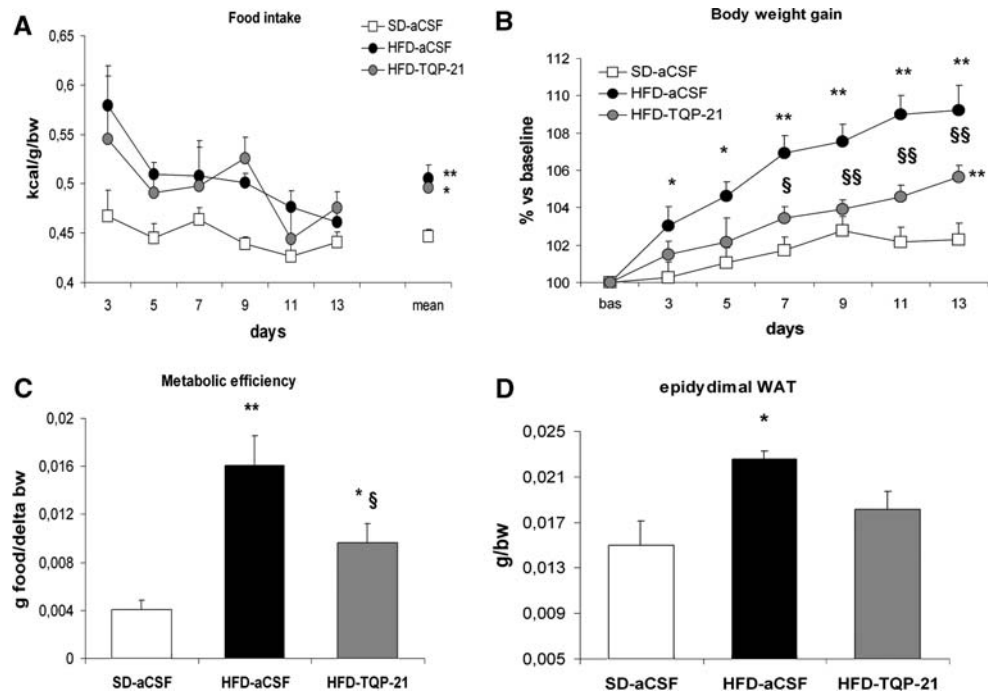 A
Food intake
SD-aCSF
HFD-aCSF
HFD-TQP-21
kcal/g/bw
0,65
0,6
0,55
0,5
0,45
0,4
**
*
3 5 7 9 11 13 mean
days
B
Body weight gain
SD-aCSF
HFD-aCSF
HFD-TQP-21
% vs baseline
112
110
108
106
104
102
100
* * ** ** ** **
§ §§ §§ §§
**
bas 3 5 7 9 11 13
days
C
Metabolic efficiency
g food/delta bw
0,02
0,016
0,012
0,008
0,004
0
**
* §
SD-aCSF HFD-aCSF HFD-TQP-21
D
epidydimal WAT
g/bw
0,025
0,021
0,017
0,013
0,009
0,005
*
SD-aCSF HFD-aCSF HFD-TQP-21